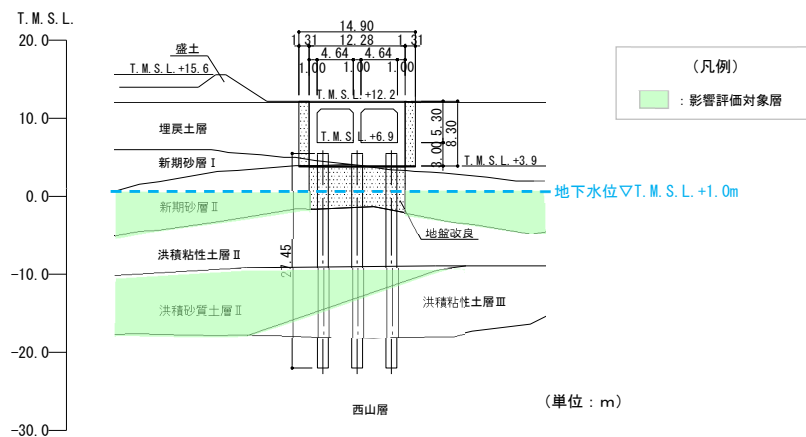 T.M.S.L.
20.0
10.0
0.0
-10.0
-20.0
-30.0
14.90
1.31 12.28 1.31
4.64 4.64
1.00 1.00 1.00
盛土
T.M.S.L.+15.6
T.M.S.L.+12.2
埋戻土層
T.M.S.L.+6.9
5.30
3.00
8.30
新期砂層Ⅰ
T.M.S.L.+3.9
地下水位▽T.M.S.L.+1.0m
新期砂層Ⅱ
地盤改良
27.45
洪積粘性土層Ⅱ
洪積砂質土層Ⅱ
洪積粘性土層Ⅲ
西山層
(単位:m)
(凡例)
:影響評価対象層